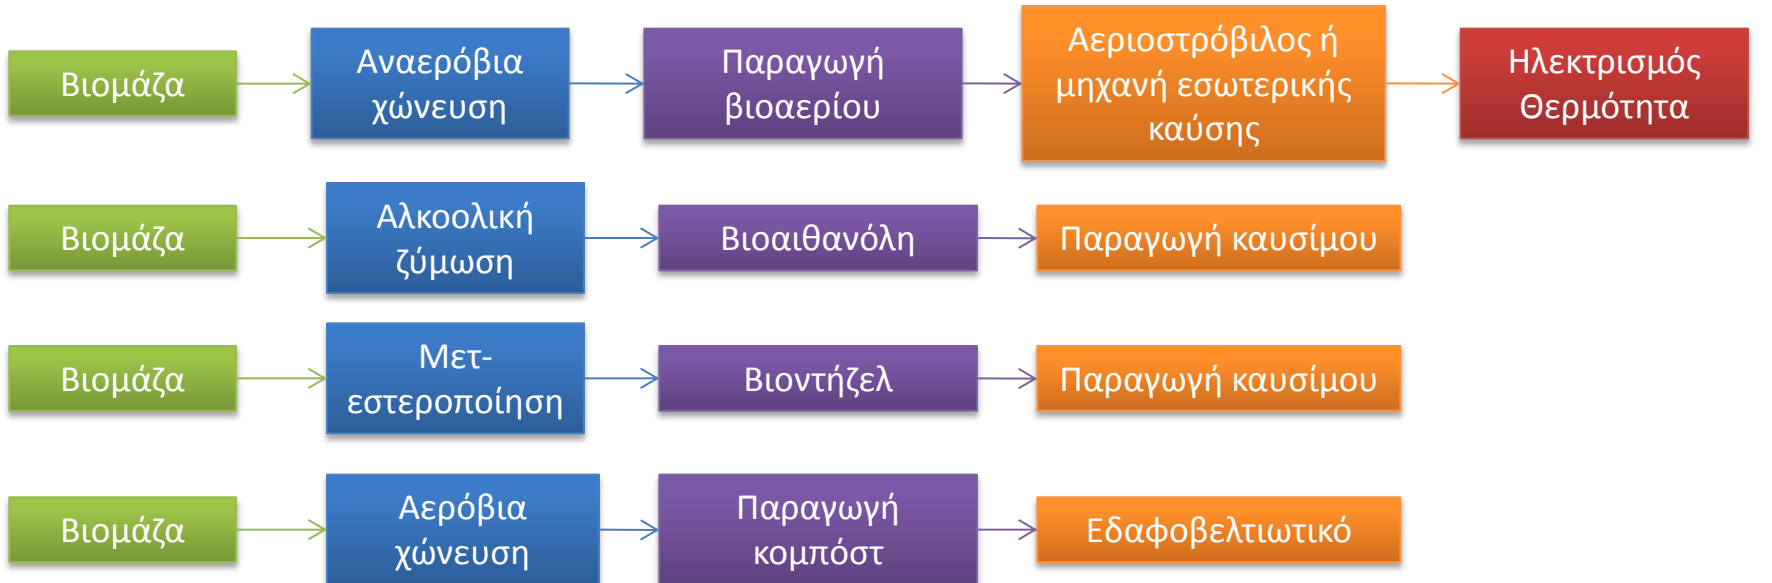 Βιομάζα
Αναερόβια
χώνευση
Παραγωγή
βιοαερίου
Αεριοστρόβιλος ή
μηχανή εσωτερικής
καύσης
Ηλεκτρισμός
Θερμότητα
Βιομάζα
Αλκοολική
ζύμωση
Βιοαιθανόλη
Παραγωγή καυσίμου
Βιομάζα
Μετ-
εστεροποίηση
Βιοντήζελ
Παραγωγή καυσίμου
Βιομάζα
Αερόβια
χώνευση
Παραγωγή
κομπόστ
Εδαφοβελτιωτικό